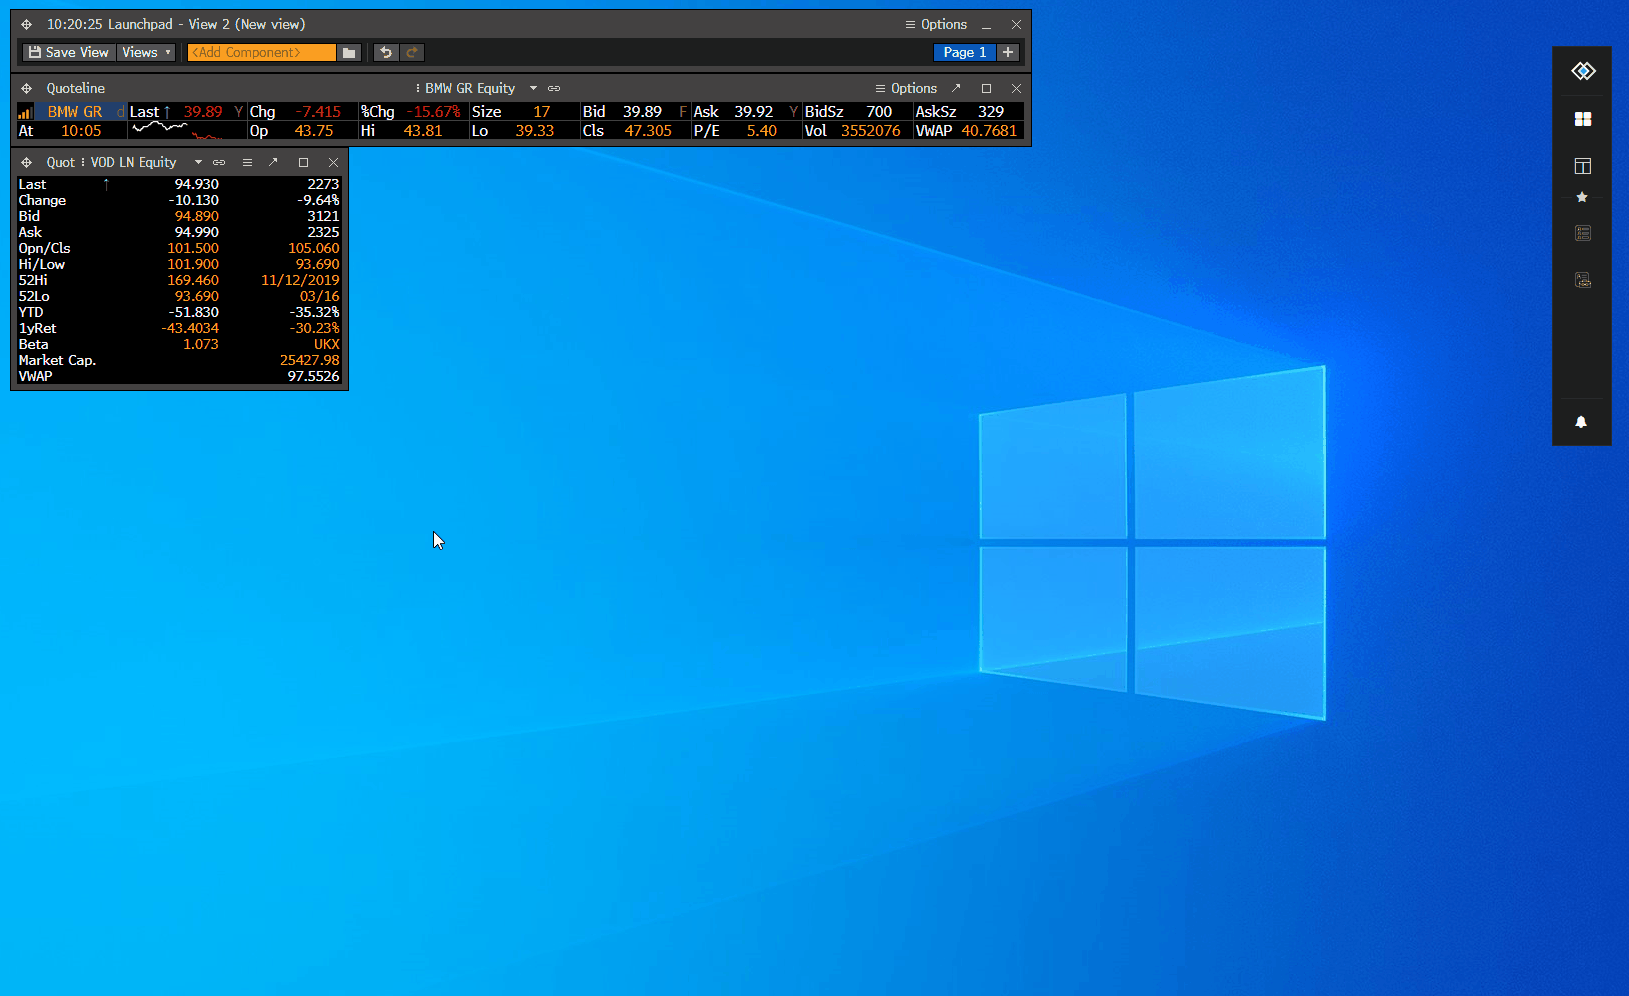 10:20:25 Launchpad - View 2 (New view) Options
Save View Views <Add Component> Page 1 +
Quoteline BMW GR Equity Options
BMW GR d Last ↑ 39.89 Y Chg -7.415 %Chg -15.67% Size 17 Bid 39.89 F Ask 39.92 Y BidSz 700 AskSz 329
At 10:05 Op 43.75 Hi 43.81 Lo 39.33 Cls 47.305 P/E 5.40 Vol 3552076 VWAP 40.7681
Quot VOD LN Equity
Last ↑ 94.930 2273
Change -10.130 -9.64%
Bid 94.890 3121
Ask 94.990 2325
Opn/Cls 101.500 105.060
Hi/Low 101.900 93.690
52Hi 169.460 11/12/2019
52Lo 93.690 03/16
YTD -51.830 -35.32%
1yRet -43.4034 -30.23%
Beta 1.073 UKX
Market Cap. 25427.98
VWAP 97.5526